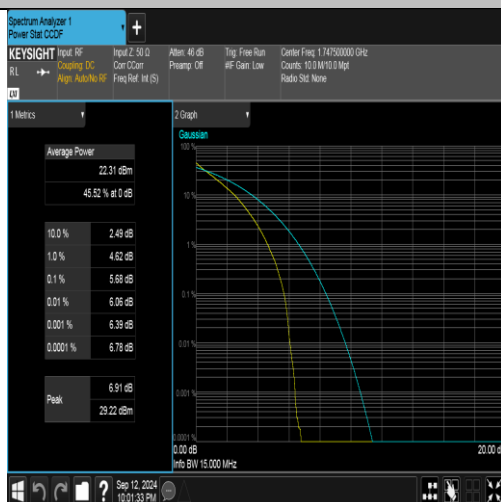 Spectrum Analyzer 1
Power Stat CCDF
KEYSIGHT
RL
LXI
Input: RF
Coupling: DC
Align: Auto/No RF
Input Z: 50 Ω
Corr CCorr
Freq Ref: Int (S)
Atten: 46 dB
Preamp: Off
Trig: Free Run
#IF Gain: Low
Center Freq: 1.747500000 GHz
Counts: 10.0 M/10.0 Mpt
Radio Std: None
1 Metrics
Average Power
22.31 dBm
45.52 % at 0 dB
10.0 % 2.49 dB
1.0 % 4.62 dB
0.1 % 5.68 dB
0.01 % 6.06 dB
0.001 % 6.39 dB
0.0001 % 6.78 dB
Peak
6.91 dB
29.22 dBm
2 Graph
Gaussian
100 %
10 %
1 %
0.1 %
0.01 %
0.001 %
0.0001 %
0.00 dB
20.00 d
Info BW 15.000 MHz
Sep 12, 2024
10:01:33 PM